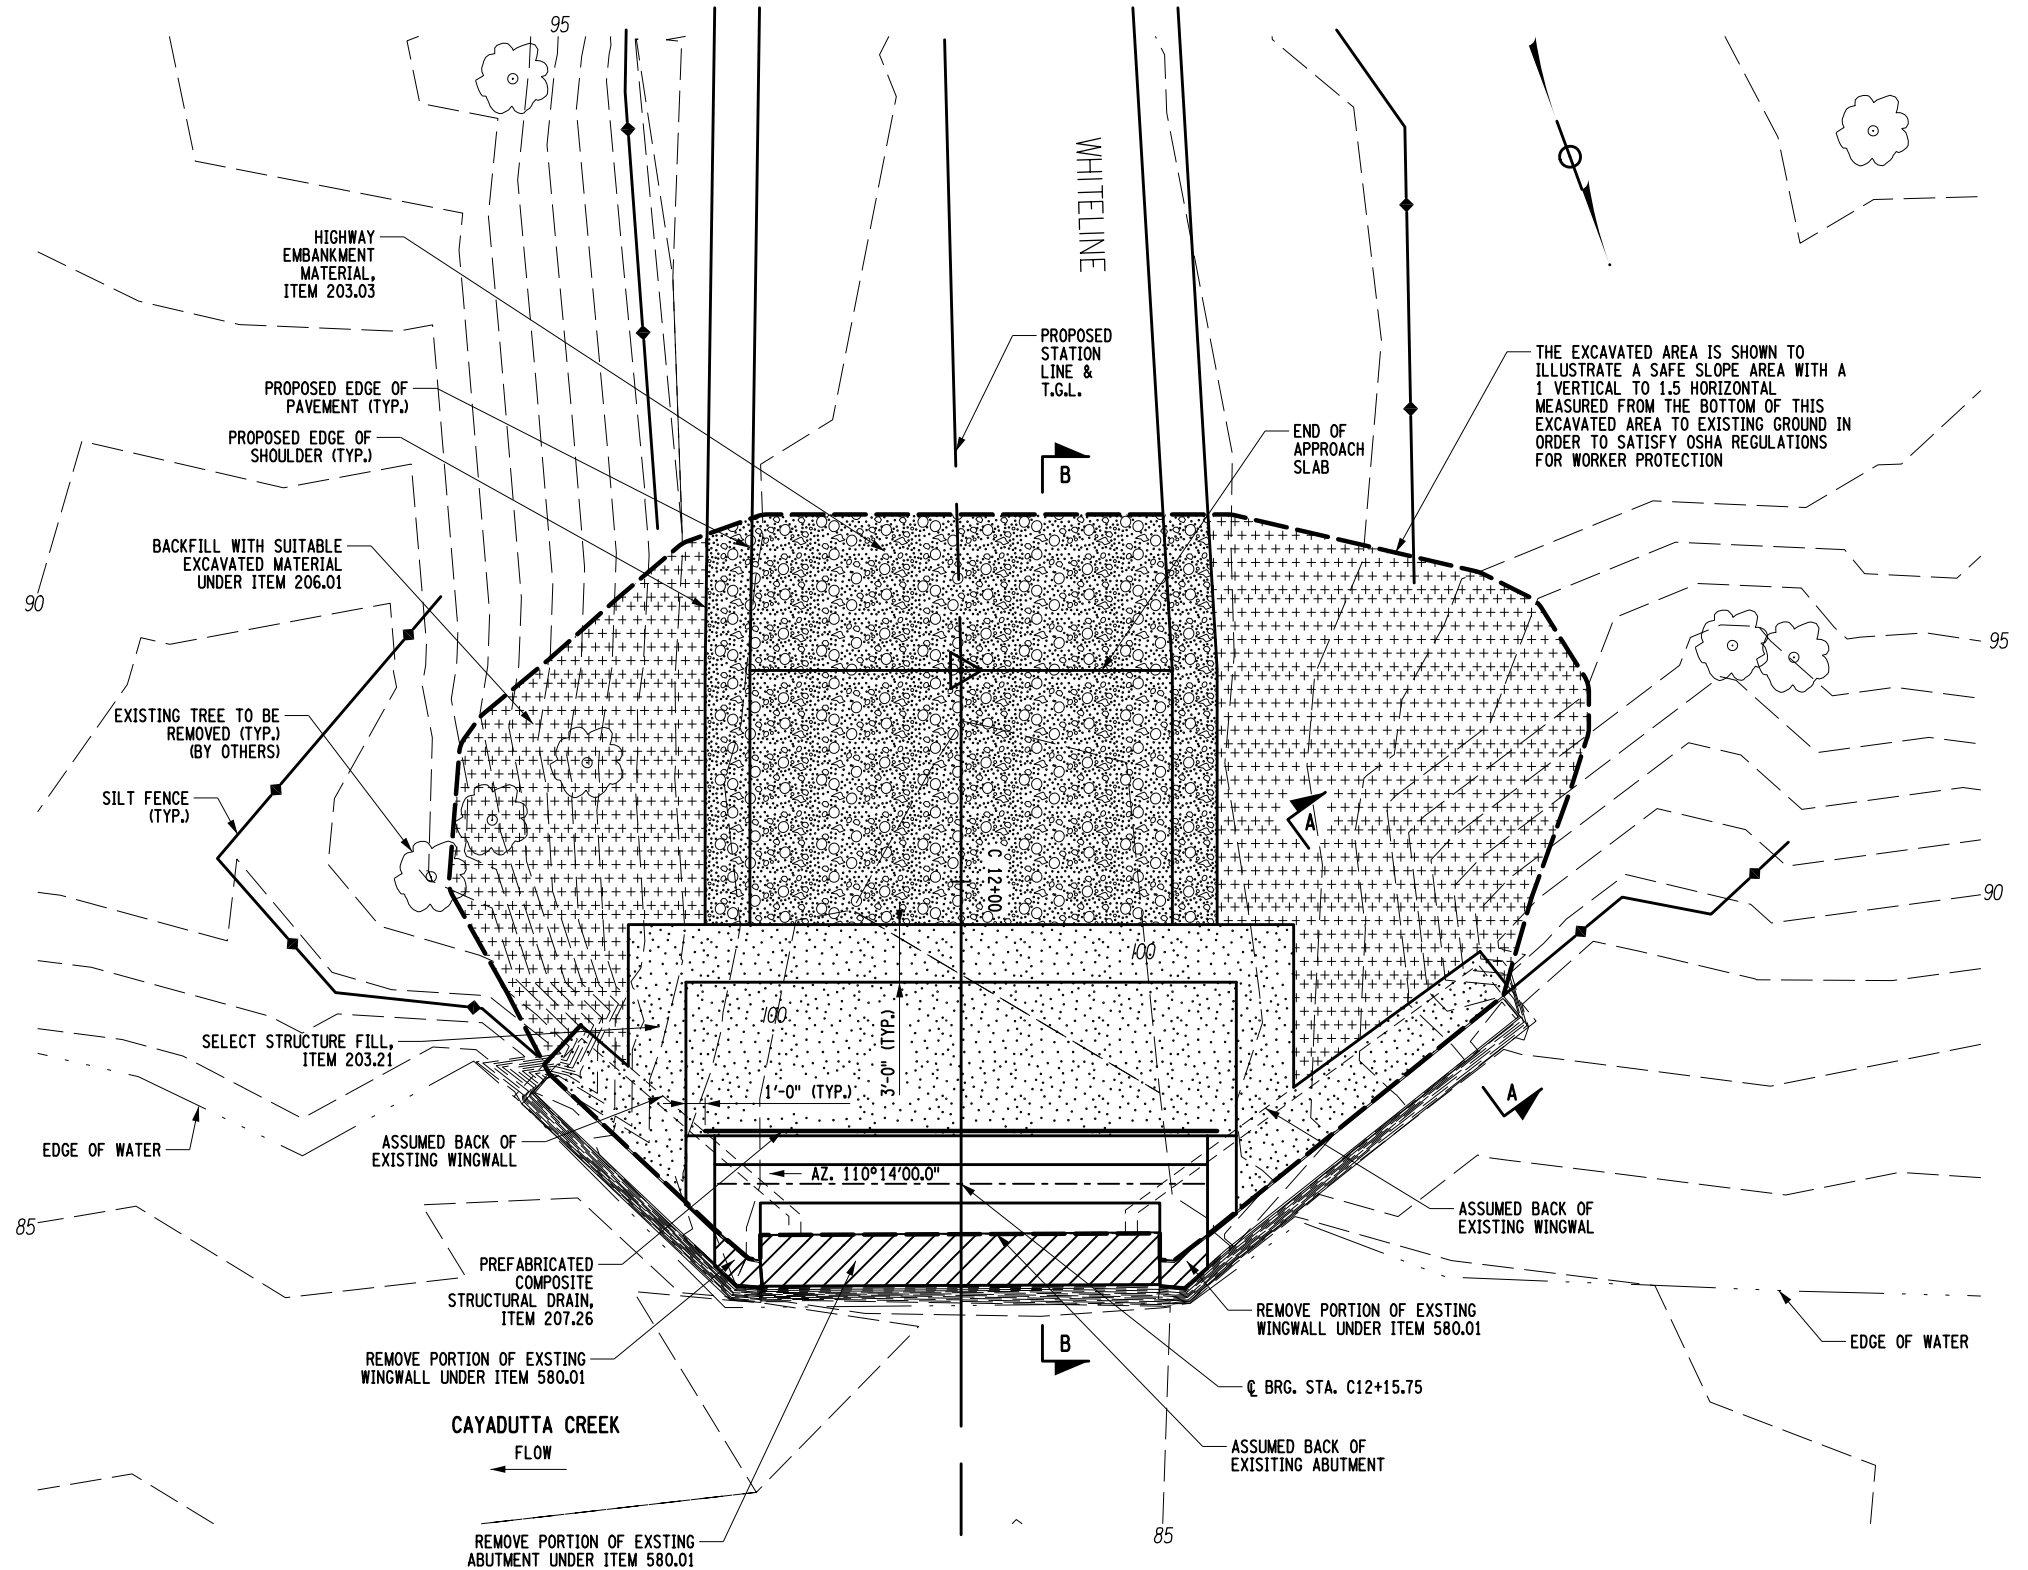 95
WHITELINE
HIGHWAY
EMBANKMENT
MATERIAL,
ITEM 203.03
PROPOSED
STATION
LINE &
T.G.L.
THE EXCAVATED AREA IS SHOWN TO
ILLUSTRATE A SAFE SLOPE AREA WITH A
1 VERTICAL TO 1.5 HORIZONTAL
MEASURED FROM THE BOTTOM OF THIS
EXCAVATED AREA TO EXISTING GROUND IN
ORDER TO SATISFY OSHA REGULATIONS
FOR WORKER PROTECTION
PROPOSED EDGE OF
PAVEMENT (TYP.)
PROPOSED EDGE OF
SHOULDER (TYP.)
END OF
APPROACH
SLAB
B
BACKFILL WITH SUITABLE
EXCAVATED MATERIAL
UNDER ITEM 206.01
90
95
EXISTING TREE TO BE
REMOVED (TYP.)
(BY OTHERS)
SILT FENCE
(TYP.)
A
C 12+00
90
100
100
SELECT STRUCTURE FILL,
ITEM 203.21
3'-0" (TYP.)
1'-0" (TYP.)
A
EDGE OF WATER
ASSUMED BACK OF
EXISTING WINGWALL
AZ. 110°14'00.0"
ASSUMED BACK OF
EXISTING WINGWAL
85
PREFABRICATED
COMPOSITE
STRUCTURAL DRAIN,
ITEM 207.26
REMOVE PORTION OF EXSTING
WINGWALL UNDER ITEM 580.01
B
EDGE OF WATER
REMOVE PORTION OF EXSTING
WINGWALL UNDER ITEM 580.01
℄ BRG. STA. C12+15.75
CAYADUTTA CREEK
FLOW
ASSUMED BACK OF
EXISITING ABUTMENT
REMOVE PORTION OF EXSTING
ABUTMENT UNDER ITEM 580.01
85